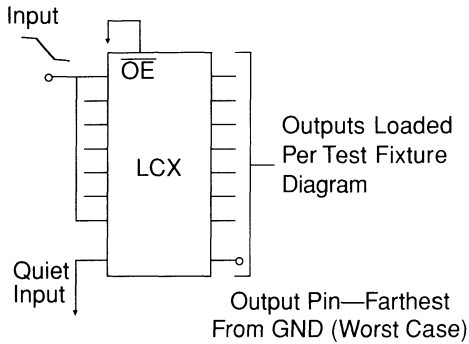 Input
OE
LCX
Outputs Loaded
Per Test Fixture
Diagram
Quiet
Input
Output Pin—Farthest
From GND (Worst Case)